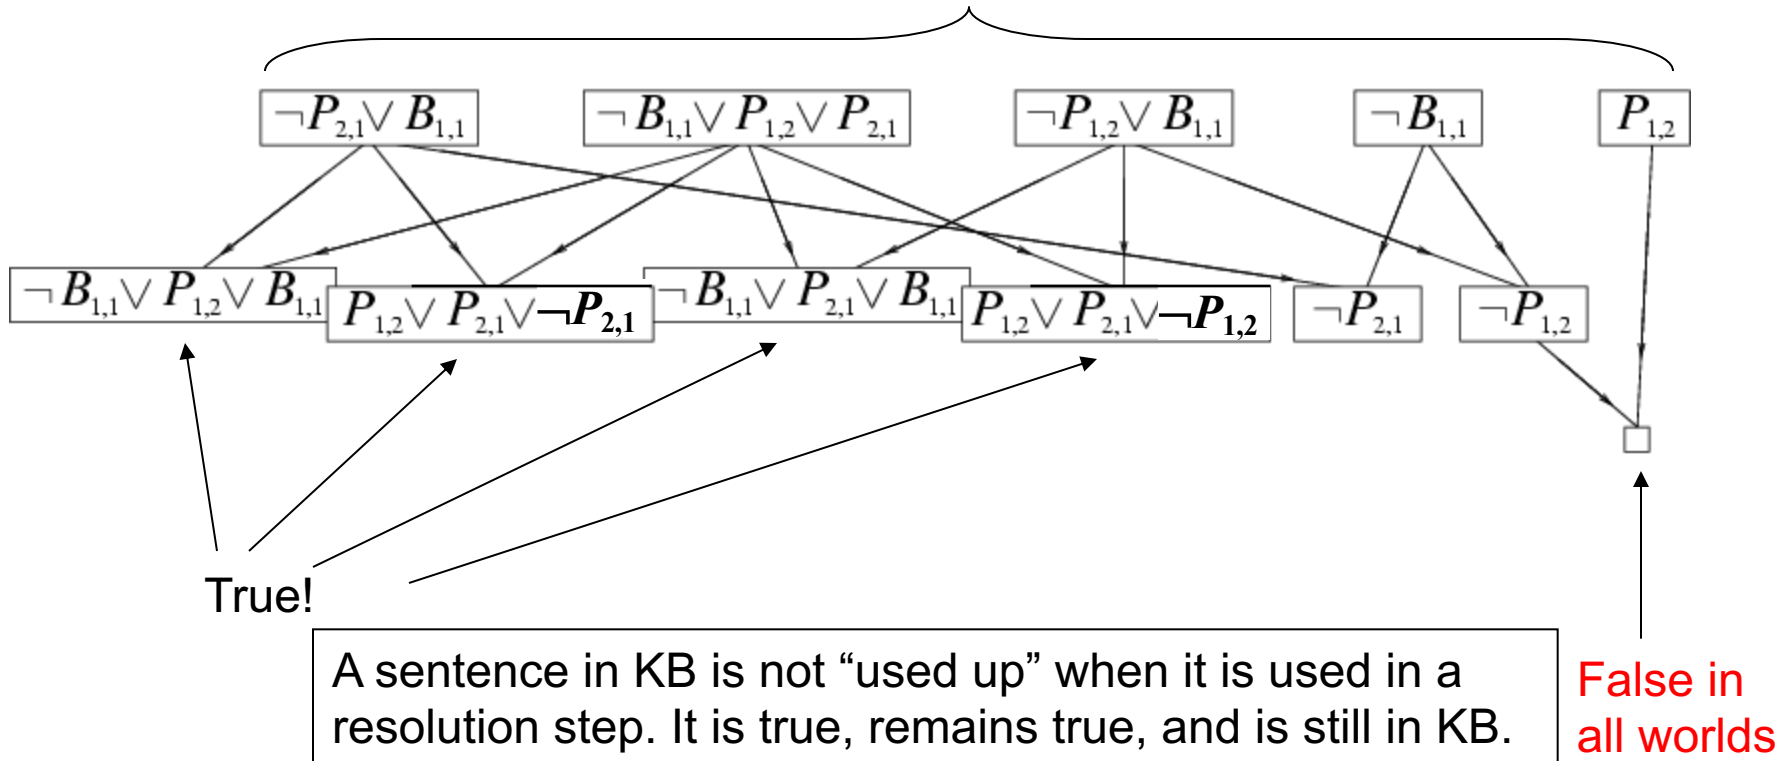 ¬P2,1∨ B1,1
¬B1,1∨ P1,2∨ P2,1
¬P1,2∨ B1,1
¬B1,1
P1,2
¬B1,1∨ P1,2∨ B1,1
P1,2∨ P2,1∨¬P2,1
¬B1,1∨ P2,1∨ B1,1
P1,2∨ P2,1∨¬P1,2
¬P2,1
¬P1,2
True!
A sentence in KB is not “used up” when it is used in a
resolution step. It is true, remains true, and is still in KB.
False in
all worlds